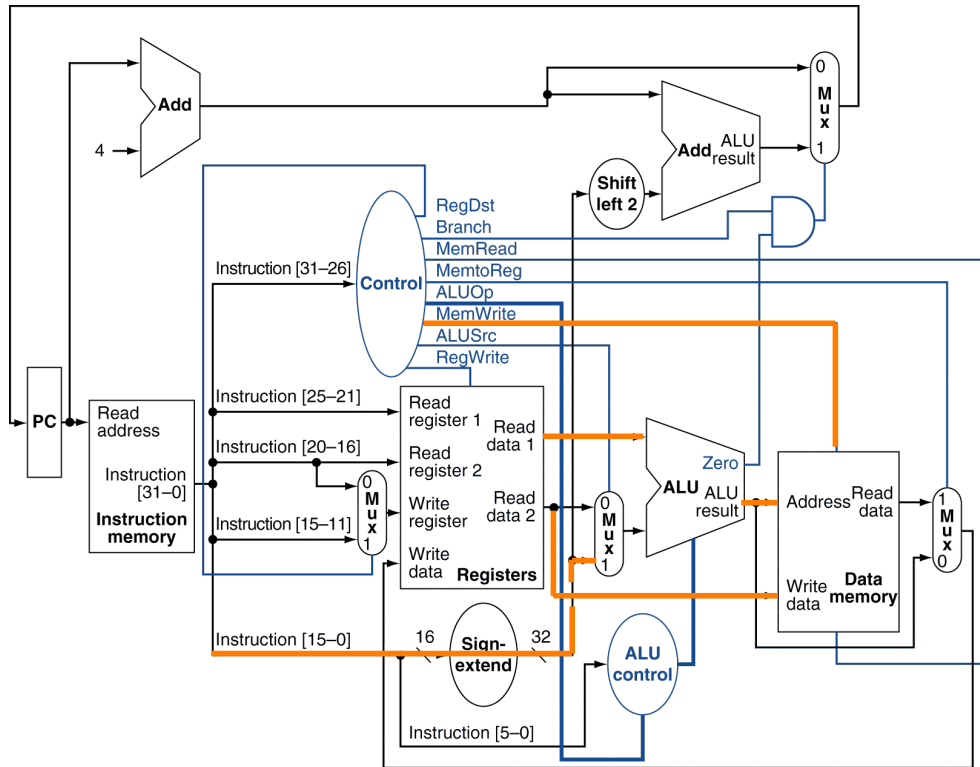 0
M
u
x
1
Add
4
Add
ALU
result
Shift
left 2
RegDst
Branch
MemRead
MemtoReg
ALUOp
MemWrite
ALUSrc
RegWrite
Control
Instruction [31–26]
Instruction [25–21]
Instruction [20–16]
Instruction [15–11]
Instruction [15–0]
Instruction [5–0]
PC
Read
address
Instruction
[31–0]
Instruction
memory
0
M
u
x
1
Read
register 1
Read
register 2
Write
register
Write
data
Read
data 1
Read
data 2
Registers
0
M
u
x
1
Zero
ALU
ALU
result
Address
Read
data
Write
data
Data
memory
1
M
u
x
0
16
Sign-
extend
32
ALU
control